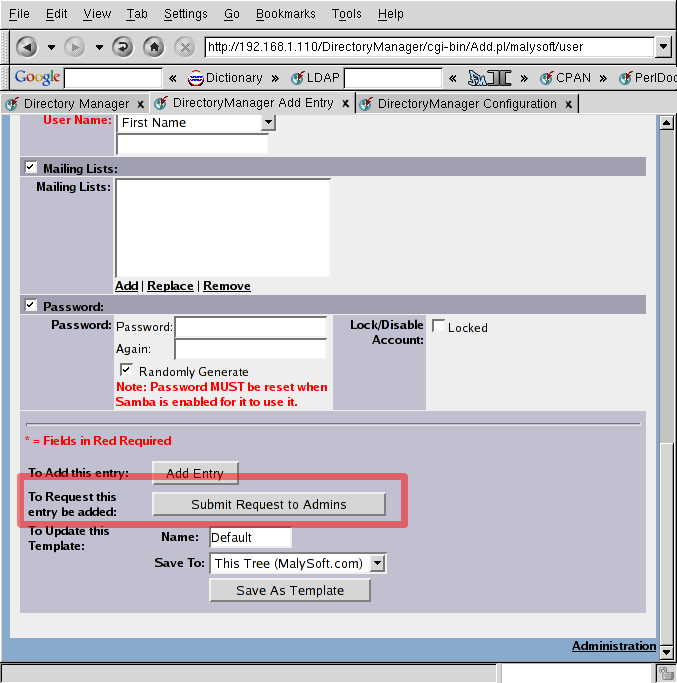 File Edit View Tab Settings Go Bookmarks Tools Help
http://192.168.1.110/DirectoryManager/cgi-bin/Add.pl/malysoft/user
Google « Dictionary » LDAP « » CPAN » PerlDoc
Directory Manager x DirectoryManager Add Entry x DirectoryManager Configuration x
User Name: First Name
Mailing Lists:
Mailing Lists:
Add | Replace | Remove
Password:
Password: Password: Lock/Disable Account: Locked
Again:
Randomly Generate
Note: Password MUST be reset when
Samba is enabled for it to use it.
* = Fields in Red Required
To Add this entry: Add Entry
To Request this
entry be added: Submit Request to Admins
To Update this
Template: Name: Default
Save To: This Tree (MalySoft.com)
Save As Template
Administration